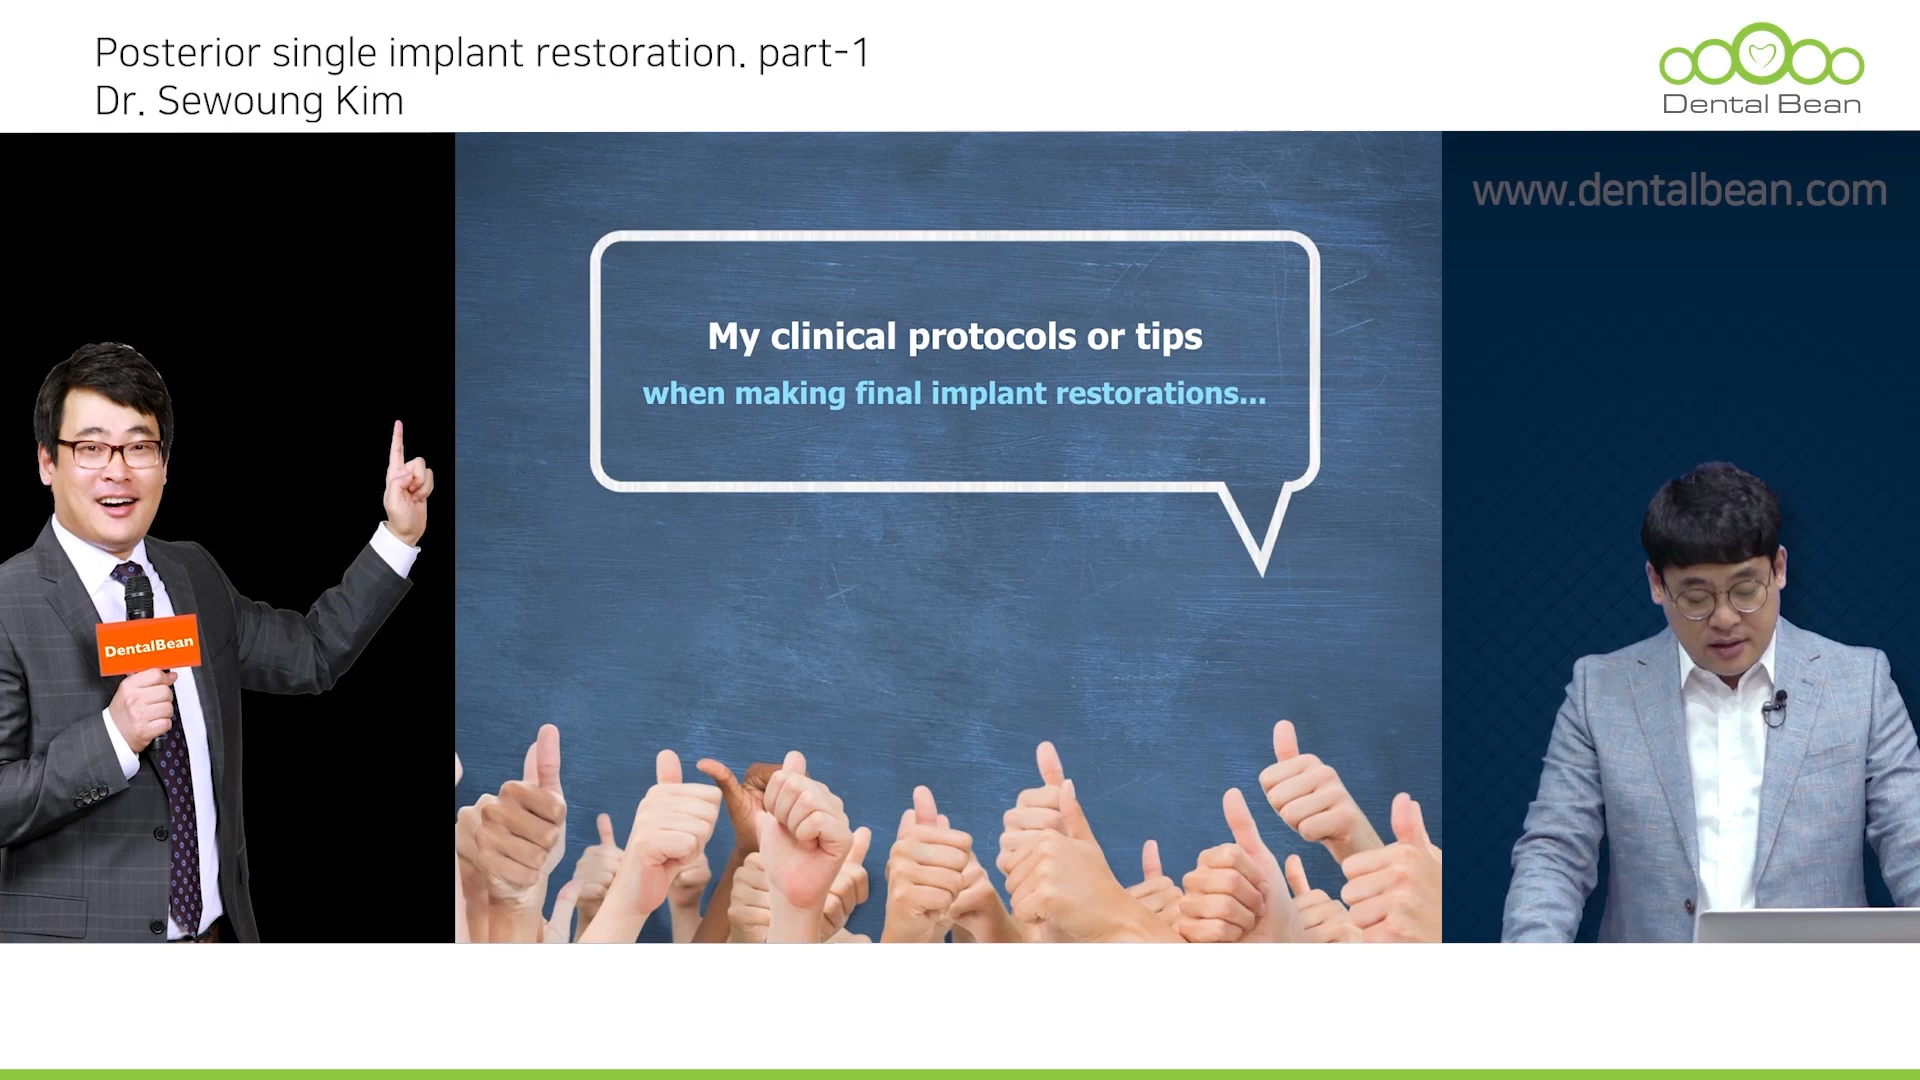 Posterior single implant restoration. part-1
Dr. Sewoung Kim
Dental Bean
www.dentalbean.com
My clinical protocols or tips
when making final implant restorations...
DentalBean